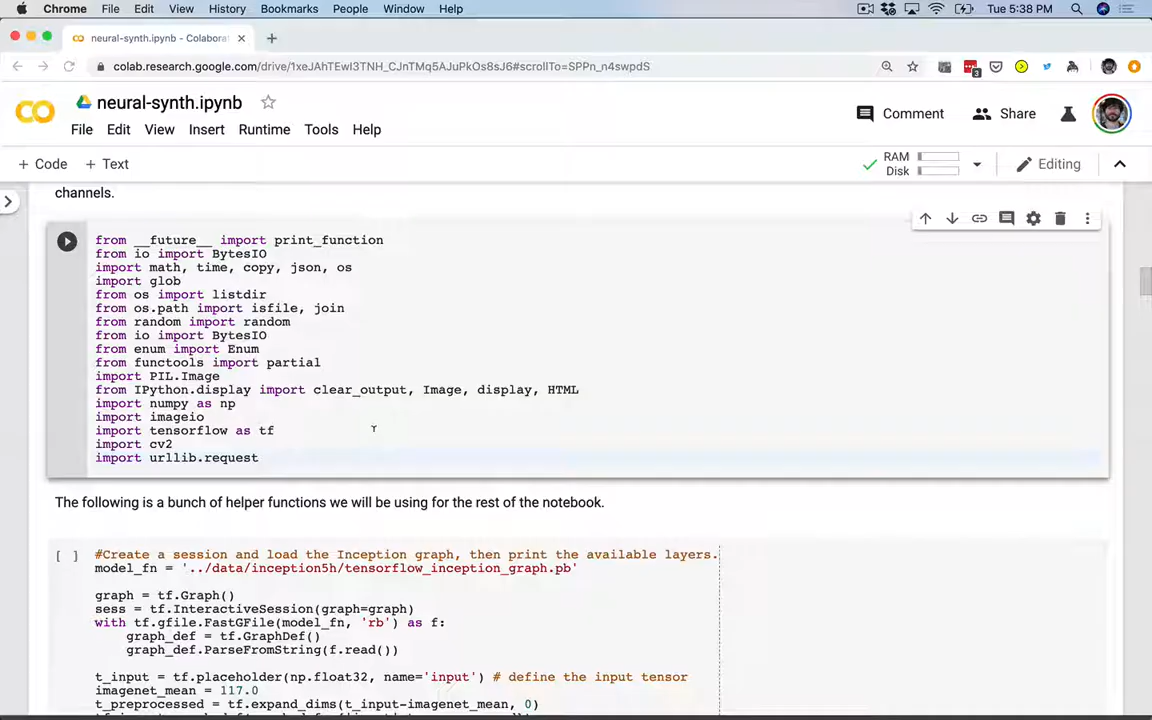 Chrome File Edit View History Bookmarks People Window Help Tue 5:38 PM
neural-synth.ipynb - Colaborat
colab.research.google.com/drive/1xeJAhTEwI3TNH_CJnTMq5AJuPkOs8sJ6#scrollTo=SPPn_n4swpdS
3
neural-synth.ipynb
Comment Share
File Edit View Insert Runtime Tools Help
+ Code + Text
RAM
Disk
Editing
channels.
from __future__ import print_function
from io import BytesIO
import math, time, copy, json, os
import glob
from os import listdir
from os.path import isfile, join
from random import random
from io import BytesIO
from enum import Enum
from functools import partial
import PIL.Image
from IPython.display import clear_output, Image, display, HTML
import numpy as np
import imageio
import tensorflow as tf
import cv2
import urllib.request
The following is a bunch of helper functions we will be using for the rest of the notebook.
[ ] #Create a session and load the Inception graph, then print the available layers.
model_fn = '../data/inception5h/tensorflow_inception_graph.pb'
graph = tf.Graph()
sess = tf.InteractiveSession(graph=graph)
with tf.gfile.FastGFile(model_fn, 'rb') as f:
graph_def = tf.GraphDef()
graph_def.ParseFromString(f.read())
t_input = tf.placeholder(np.float32, name='input') # define the input tensor
imagenet_mean = 117.0
t_preprocessed = tf.expand_dims(t_input-imagenet_mean, 0)